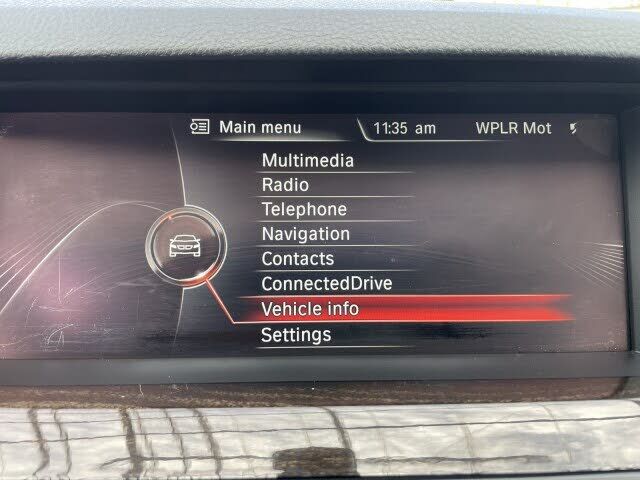 Main menu 11:35 am WPLR Mot
Multimedia
Radio
Telephone
Navigation
Contacts
ConnectedDrive
Vehicle info
Settings